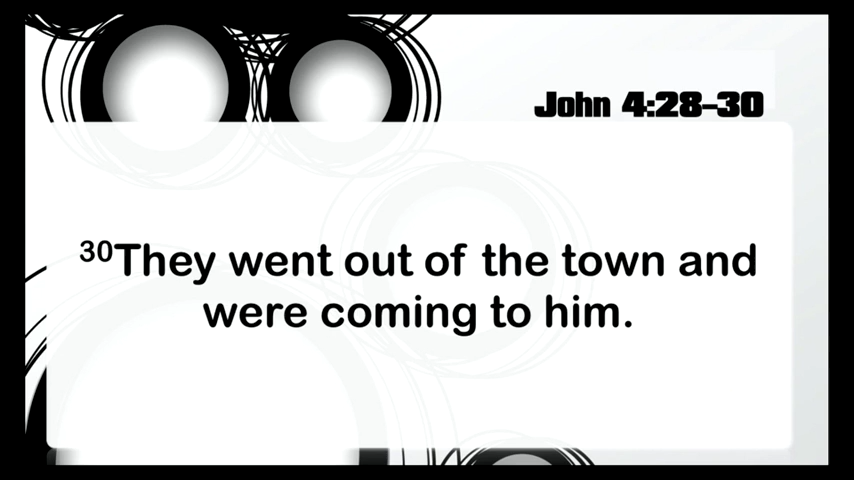 John 4:28-30
30They went out of the town and
were coming to him.